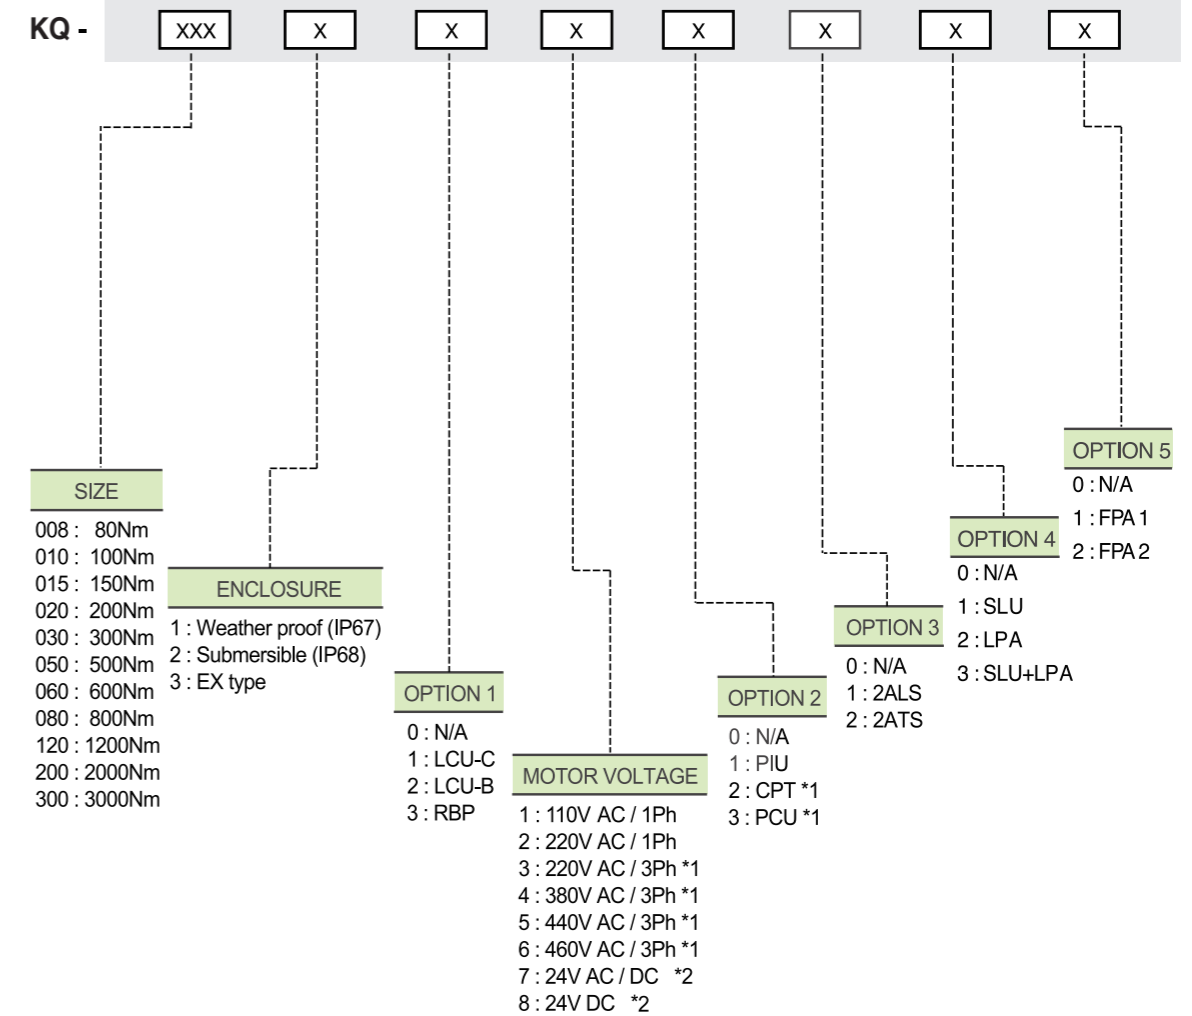 KQ - XXX X X X X X X X
SIZE
008 : 80Nm
010 : 100Nm
015 : 150Nm
020 : 200Nm
030 : 300Nm
050 : 500Nm
060 : 600Nm
080 : 800Nm
120 : 1200Nm
200 : 2000Nm
300 : 3000Nm
ENCLOSURE
1 : Weather proof (IP67)
2 : Submersible (IP68)
3 : EX type
OPTION 1
0 : N/A
1 : LCU-C
2 : LCU-B
3 : RBP
MOTOR VOLTAGE
1 : 110V AC / 1Ph
2 : 220V AC / 1Ph
3 : 220V AC / 3Ph *1
4 : 380V AC / 3Ph *1
5 : 440V AC / 3Ph *1
6 : 460V AC / 3Ph *1
7 : 24V AC / DC *2
8 : 24V DC *2
OPTION 2
0 : N/A
1 : PIU
2 : CPT *1
3 : PCU *1
OPTION 3
0 : N/A
1 : 2ALS
2 : 2ATS
OPTION 4
0 : N/A
1 : SLU
2 : LPA
3 : SLU+LPA
OPTION 5
0 : N/A
1 : FPA 1
2 : FPA 2